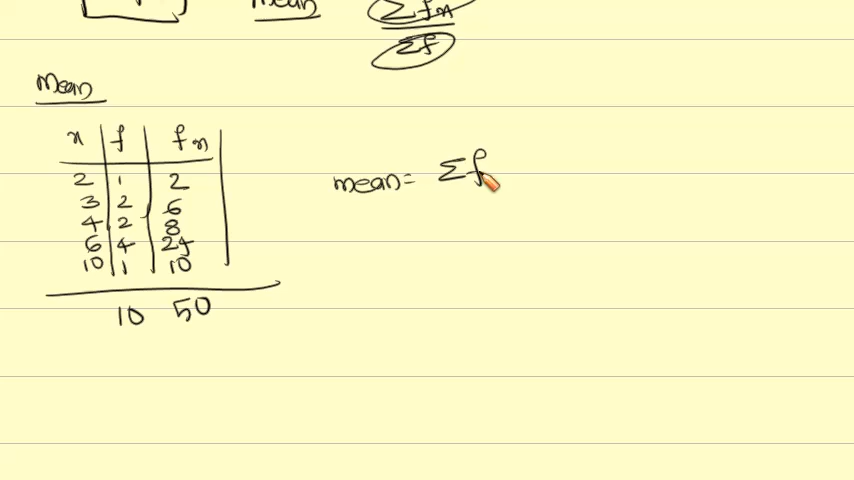 mean Σfx
Σf
Mean
x f fx
2 1 2
3 2 6
4 2 8
6 4 24
10 1 10
10 50
mean = Σf